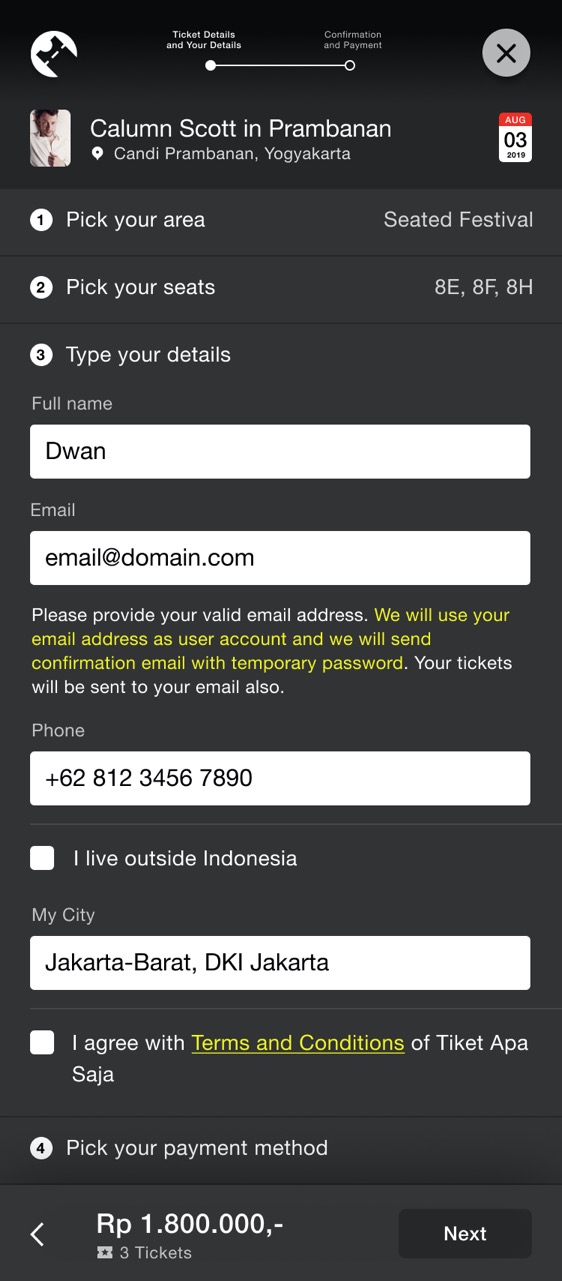 Ticket Details
and Your Details
Confirmation
and Payment
Calumn Scott in Prambanan
Candi Prambanan, Yogyakarta
AUG
03
2019
1 Pick your area Seated Festival
2 Pick your seats 8E, 8F, 8H
3 Type your details
Full name
Dwan
Email
email@domain.com
Please provide your valid email address. We will use your
email address as user account and we will send
confirmation email with temporary password. Your tickets
will be sent to your email also.
Phone
+62 812 3456 7890
I live outside Indonesia
My City
Jakarta-Barat, DKI Jakarta
I agree with Terms and Conditions of Tiket Apa
Saja
4 Pick your payment method
Rp 1.800.000,-
3 Tickets
Next